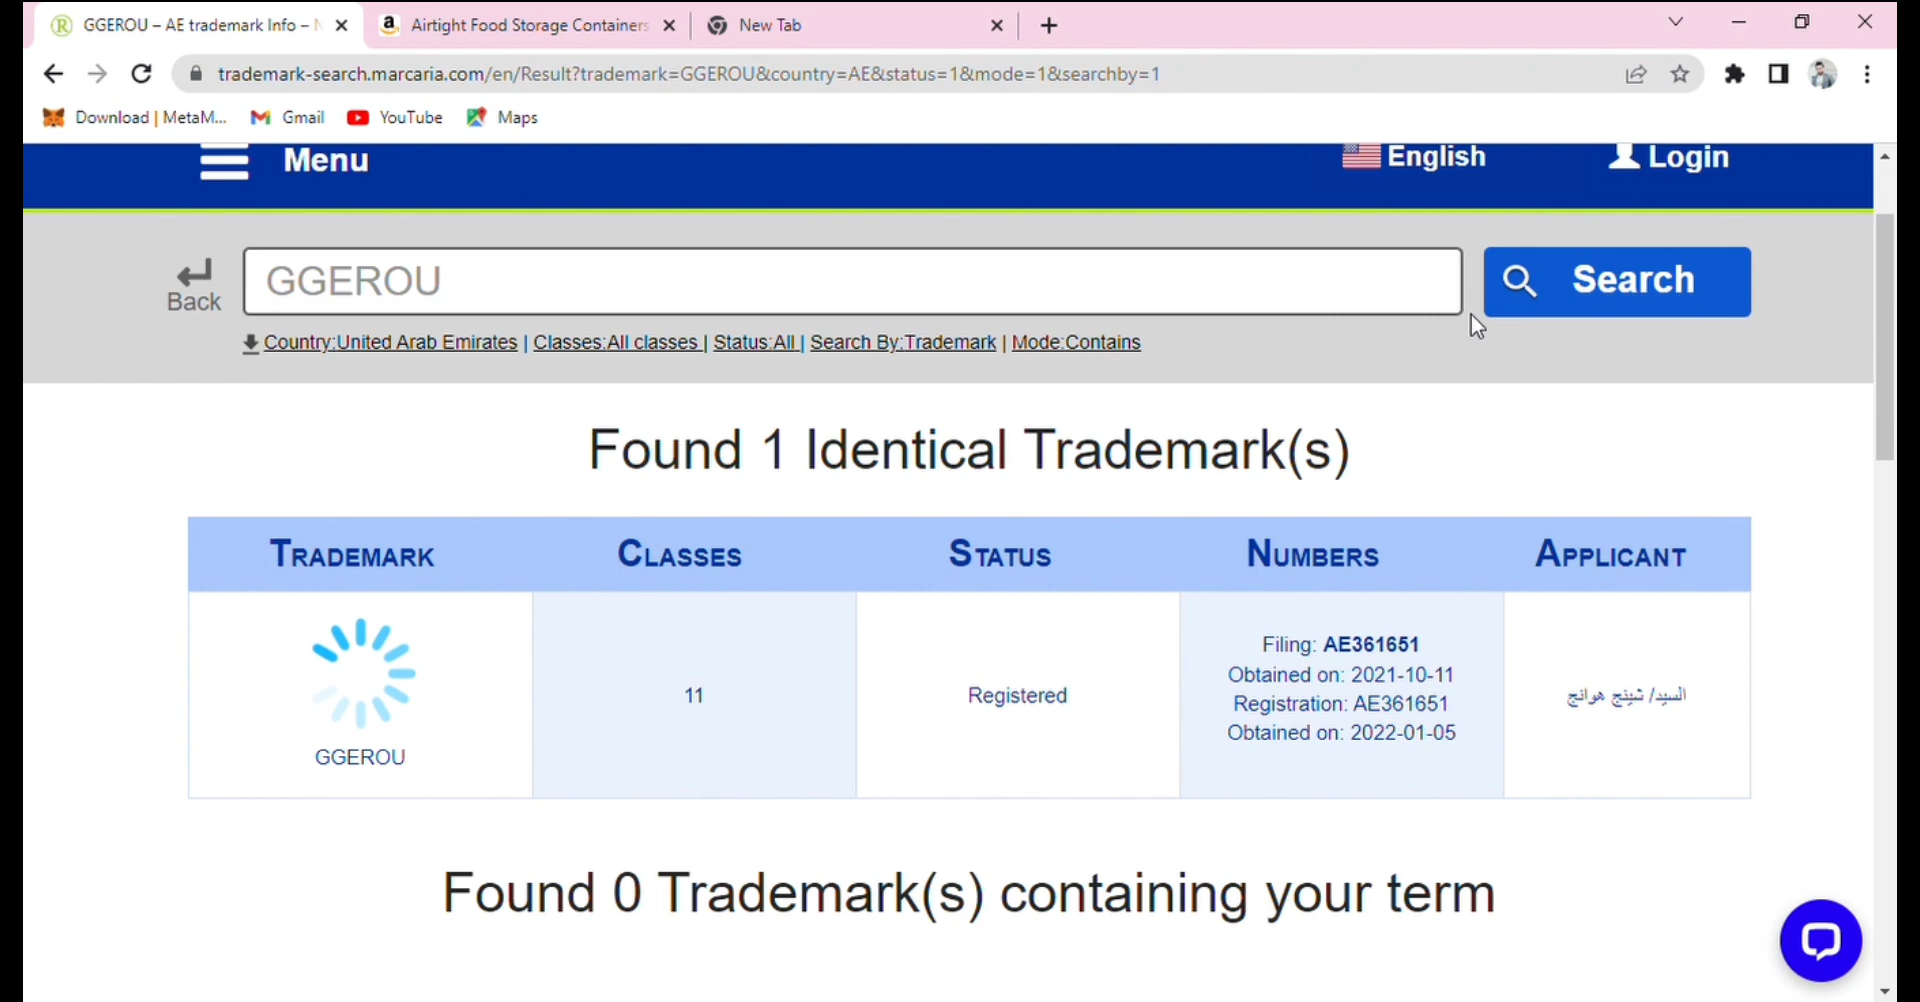 GGEROU – AE trademark Info –
Airtight Food Storage Containers
New Tab
trademark-search.marcaria.com/en/Result?trademark=GGEROU&country=AE&status=1&mode=1&searchby=1
Download | MetaM...
Gmail
YouTube
Maps
Menu
English
Login
Back
GGEROU
Search
Country:United Arab Emirates | Classes:All classes | Status:All | Search By:Trademark | Mode:Contains
Found 1 Identical Trademark(s)
Trademark
Classes
Status
Numbers
Applicant
GGEROU
11
Registered
Filing: AE361651
Obtained on: 2021-10-11
Registration: AE361651
Obtained on: 2022-01-05
السيد/ شينج هوانج
Found 0 Trademark(s) containing your term